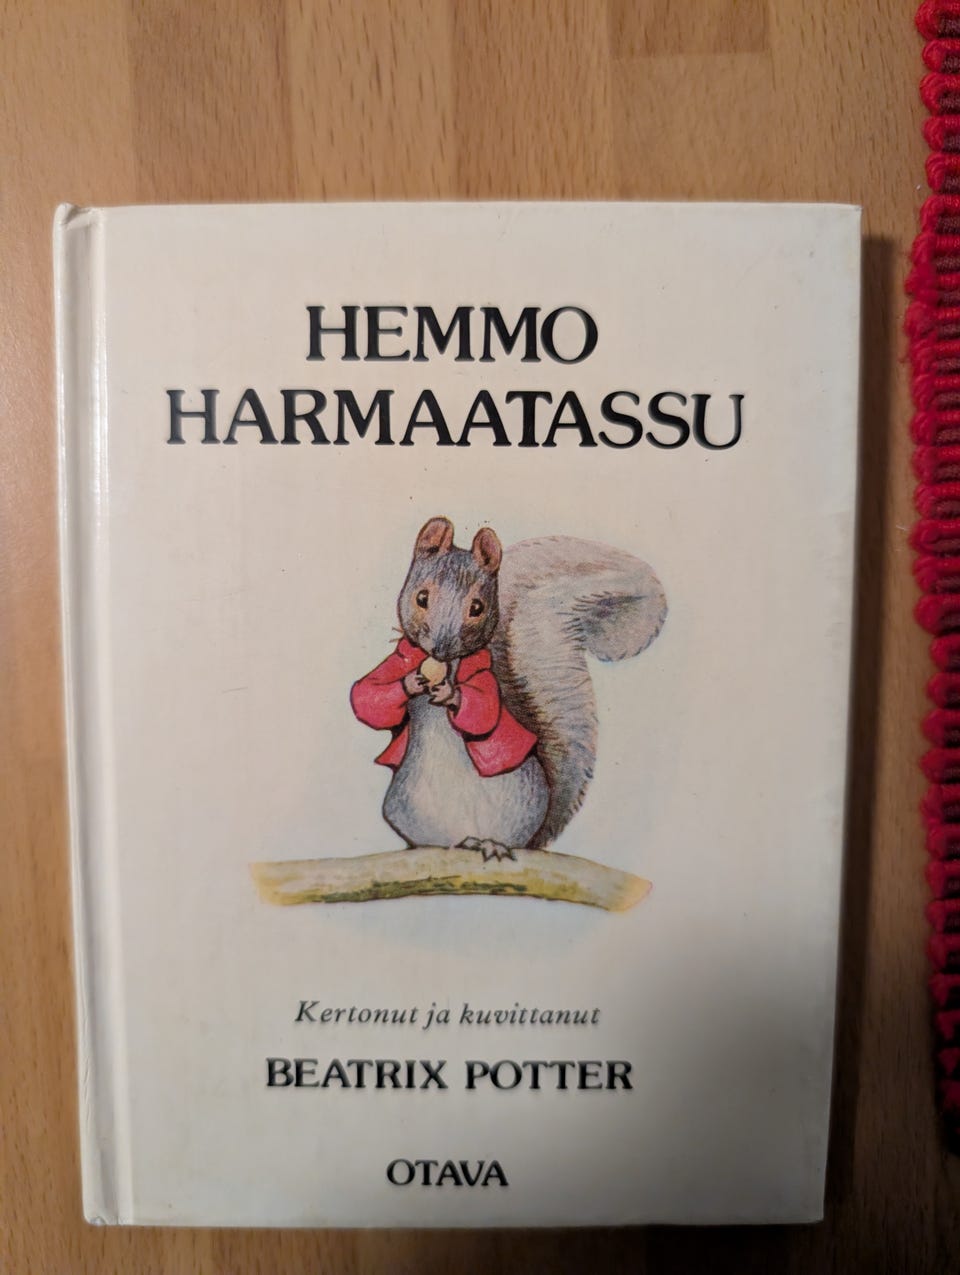 HEMMO
HARMAATASSU
Kertonut ja kuvittanut
BEATRIX POTTER
OTAVA